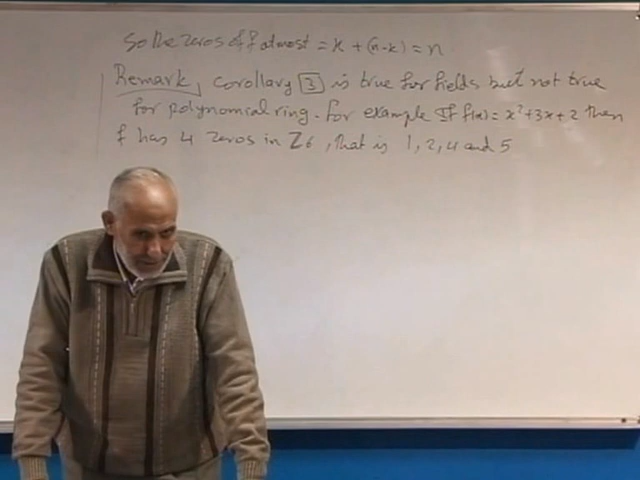 So the zeros of f atmost = k + (n-k) = n
Remark, corollary 3 is true for fields but not true
for polynomial ring. for example If f(x) = x²+3x+2 then
f has 4 zeros in Z₆, that is 1, 2, 4 and 5